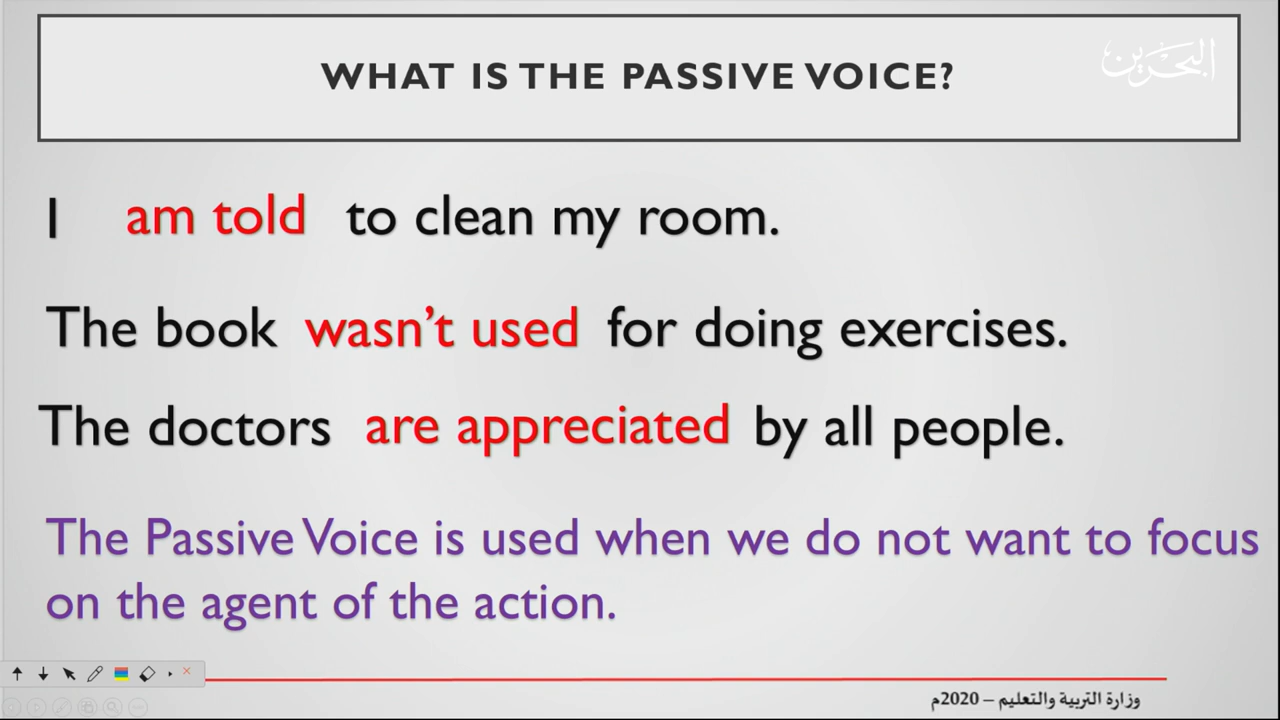 WHAT IS THE PASSIVE VOICE?
البحرين
I am told to clean my room.
The book wasn’t used for doing exercises.
The doctors are appreciated by all people.
The Passive Voice is used when we do not want to focus
on the agent of the action.
وزارة التربية والتعليم – 2020م